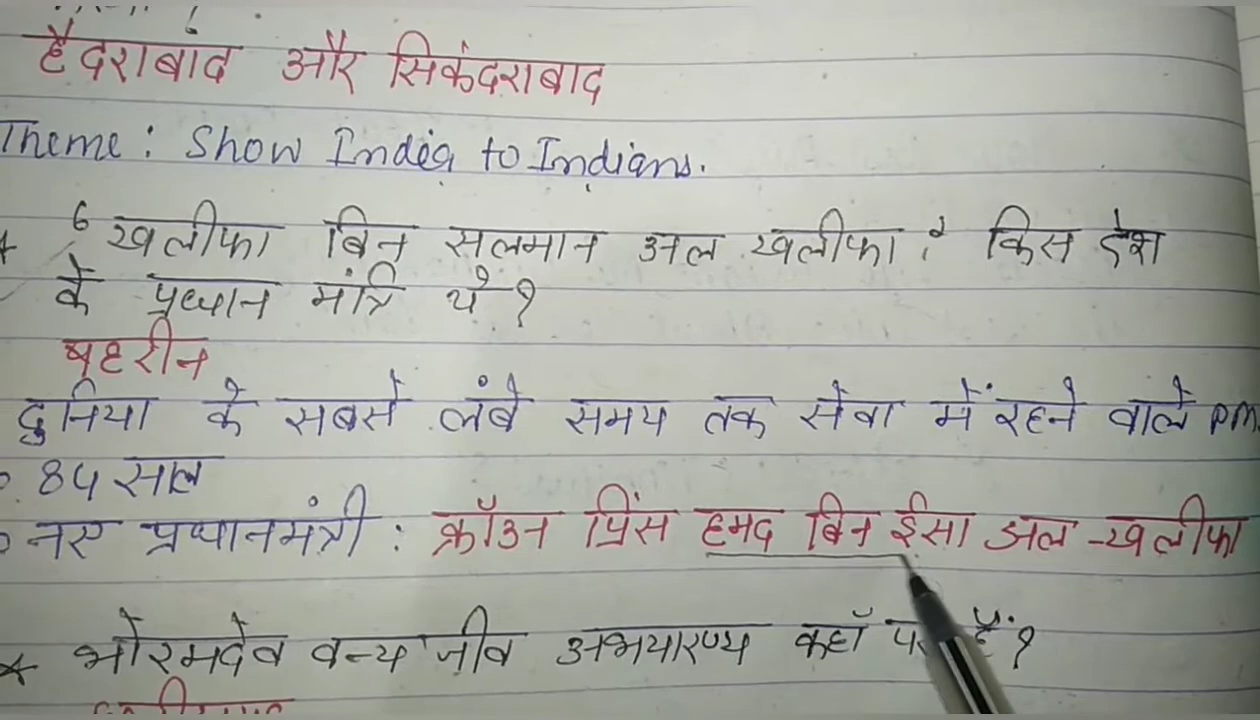 हैदराबाद और सिकंदराबाद
Theme: Show India to Indians.
* 6 खलीफा बिन सलमान अल खलीफा ? किस देश
के प्रधान मंत्रि थे ?
बहरीन
दुनिया के सबसे लंबे समय तक सेवा में रहने वाले PM.
84 साल
नए प्रधानमंत्री : क्रॉउन प्रिंस हमद बिन ईसा अल-खलीफा
* भोरमदेव वन्य जीव अभयारण्य कहाँ पर हैं ?